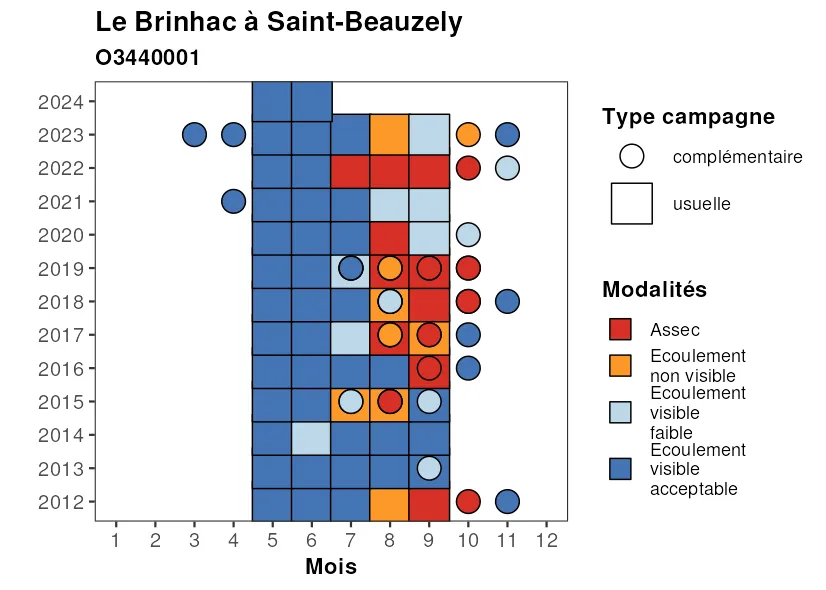 Le Brinhac à Saint-Beauzely
O3440001
2024
2023
2022
2021
2020
2019
2018
2017
2016
2015
2014
2013
2012
1 2 3 4 5 6 7 8 9 10 11 12
Mois
Type campagne
complémentaire
usuelle
Modalités
Assec
Ecoulement
non visible
Ecoulement
visible
faible
Ecoulement
visible
acceptable